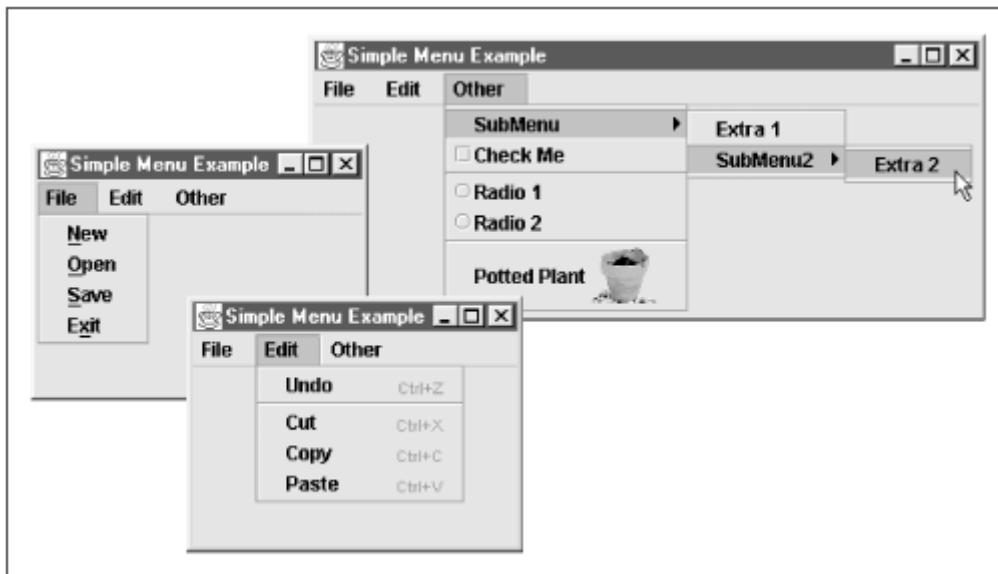 Simple Menu Example
File Edit Other
SubMenu
Extra 1
Check Me
SubMenu2
Extra 2
Radio 1
Radio 2
Potted Plant
Simple Menu Example
File Edit Other
New
Open
Save
Exit
Simple Menu Example
File Edit Other
Undo Ctrl+Z
Cut Ctrl+X
Copy Ctrl+C
Paste Ctrl+V